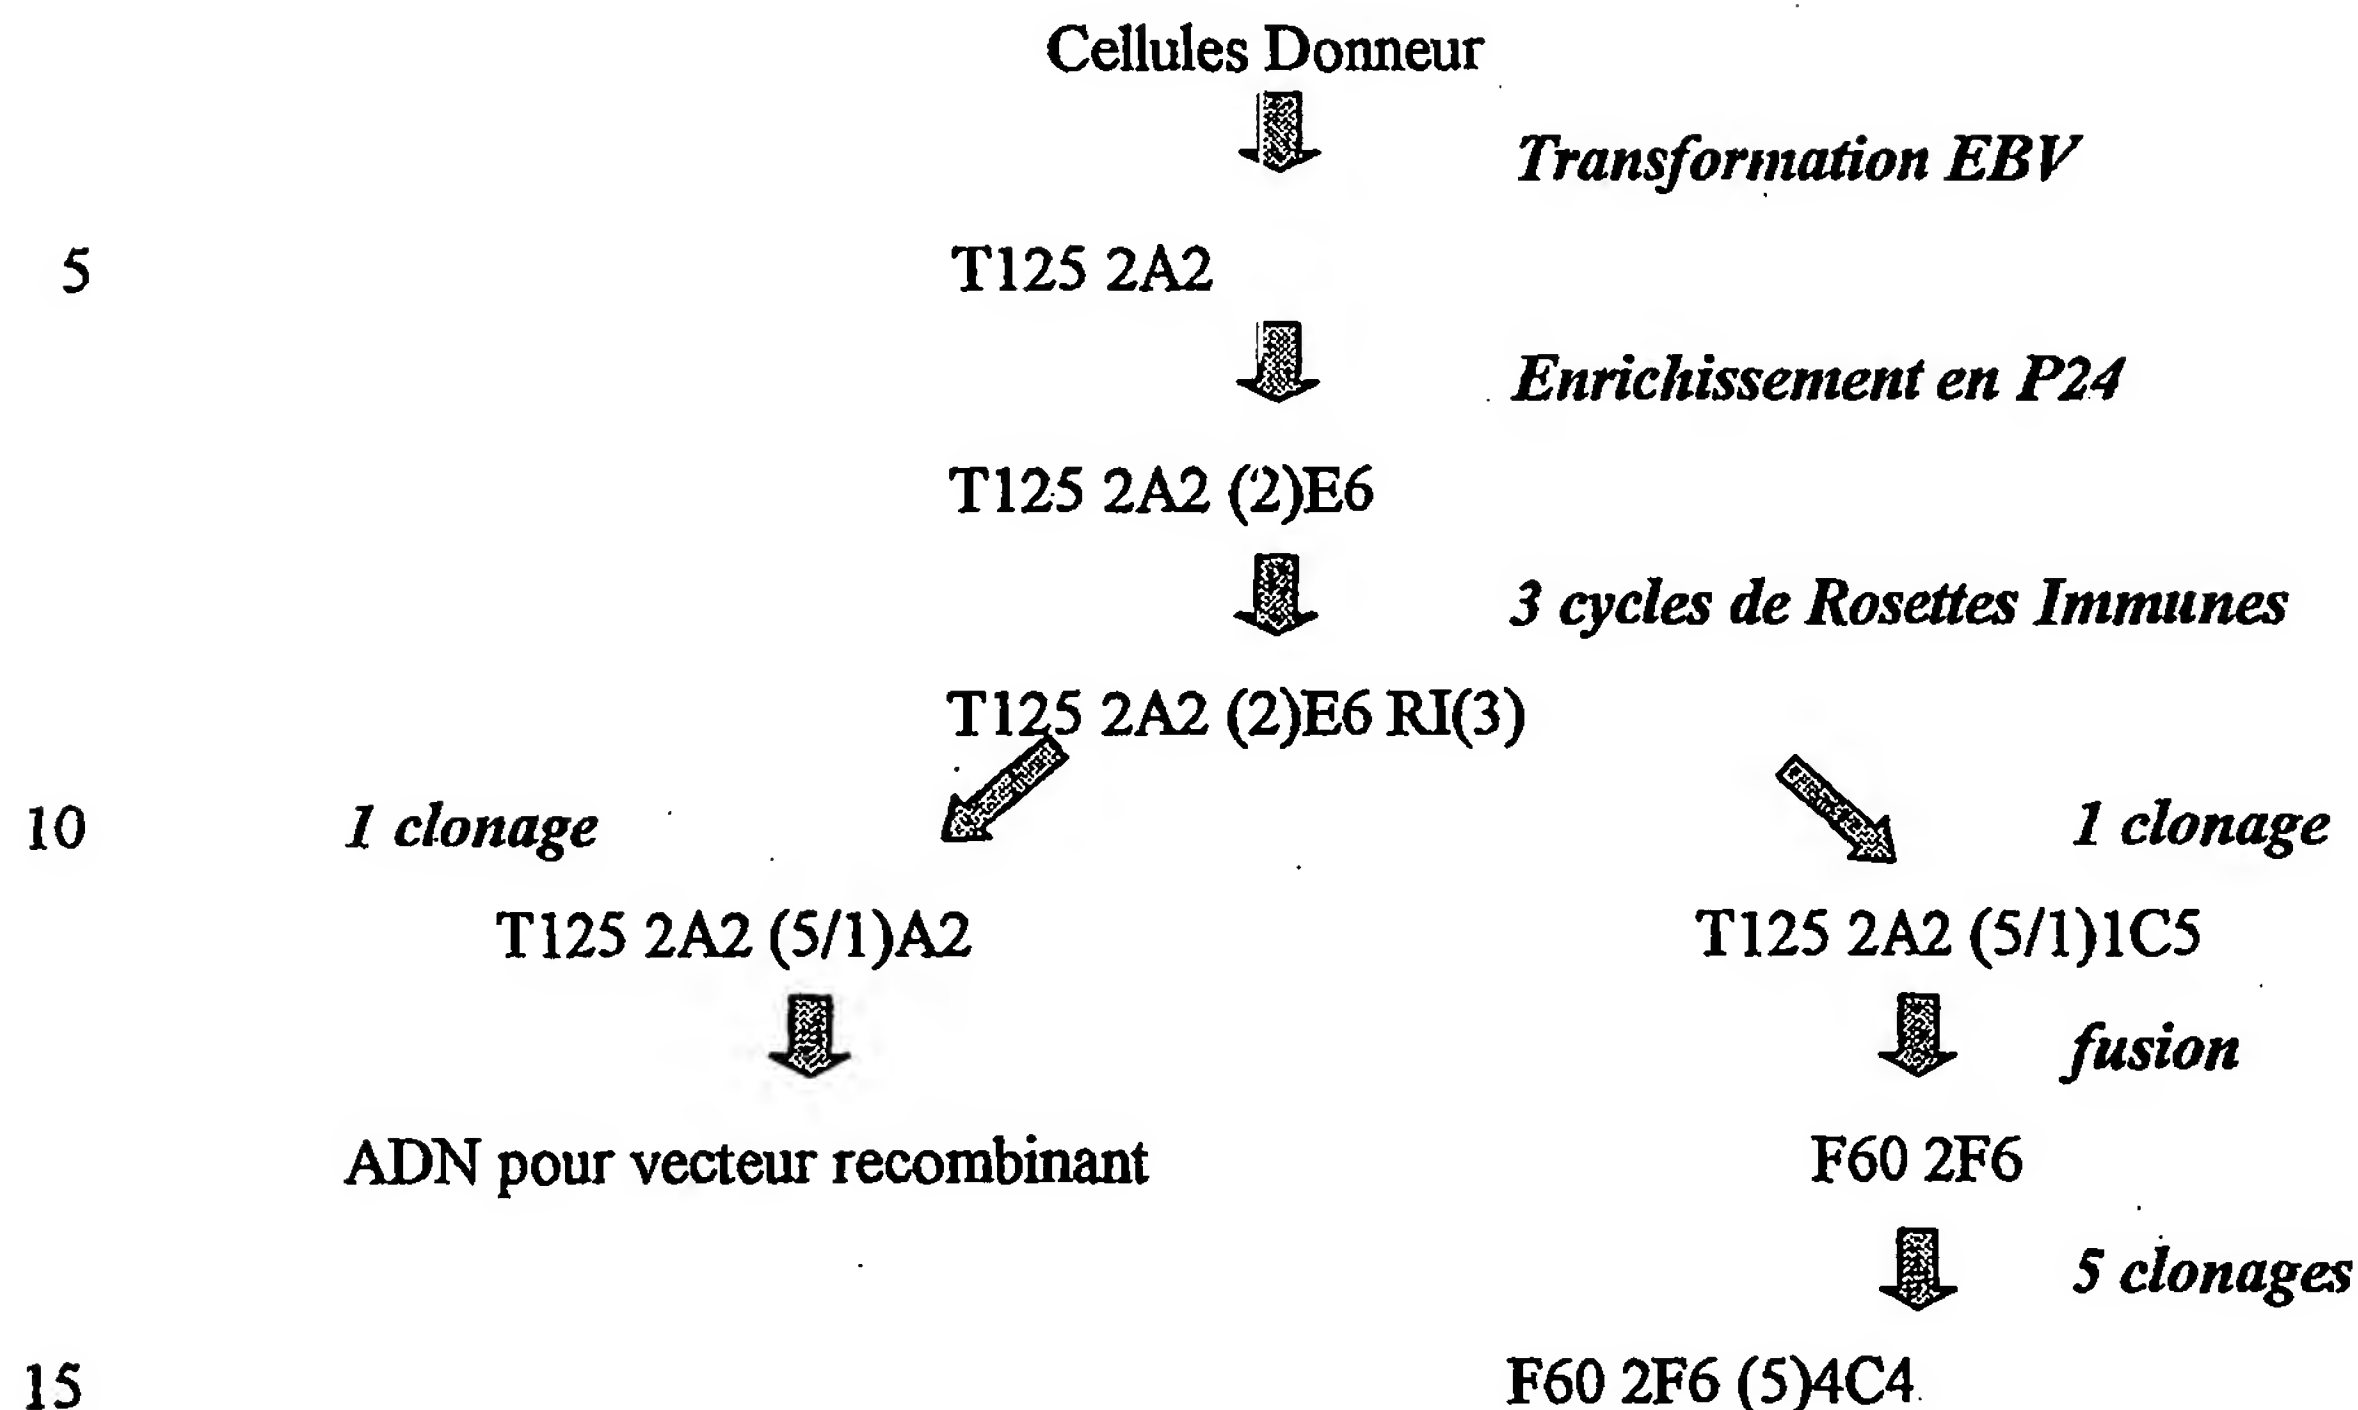 Cellules Donneur
Transformation EBV
5 T125 2A2
Enrichissement en P24
T125 2A2 (2)E6
3 cycles de Rosettes Immunes
T125 2A2 (2)E6 RI(3)
10 1 clonage 1 clonage
T125 2A2 (5/1)A2 T125 2A2 (5/1)1C5
fusion
ADN pour vecteur recombinant F60 2F6
5 clonages
15 F60 2F6 (5)4C4